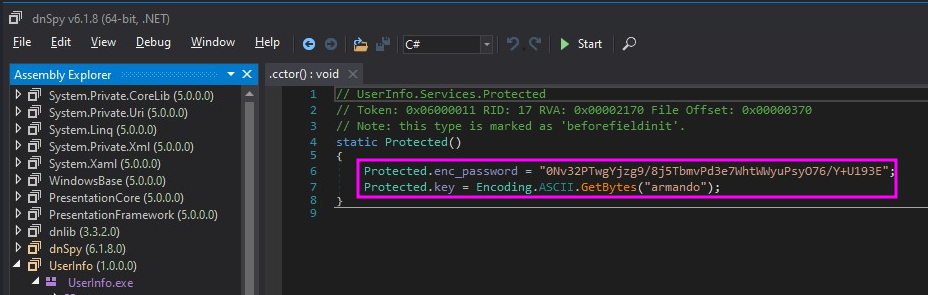 dnSpy v6.1.8 (64-bit, .NET)
File Edit View Debug Window Help C# Start
Assembly Explorer
System.Private.CoreLib (5.0.0.0)
System.Private.Uri (5.0.0.0)
System.Linq (5.0.0.0)
System.Private.Xml (5.0.0.0)
System.Xaml (5.0.0.0)
WindowsBase (5.0.0.0)
PresentationCore (5.0.0.0)
PresentationFramework (5.0.0.0)
dnlib (3.3.2.0)
dnSpy (6.1.8.0)
UserInfo (1.0.0.0)
UserInfo.exe
.cctor() : void
1 // UserInfo.Services.Protected
2 // Token: 0x06000011 RID: 17 RVA: 0x00002170 File Offset: 0x00000370
3 // Note: this type is marked as 'beforefieldinit'.
4 static Protected()
5 {
6 Protected.enc_password = "0Nv32PTwgYjzg9/8j5TbmvPd3e7WhtWWyuPsyO76/Y+U193E";
7 Protected.key = Encoding.ASCII.GetBytes("armando");
8 }
9